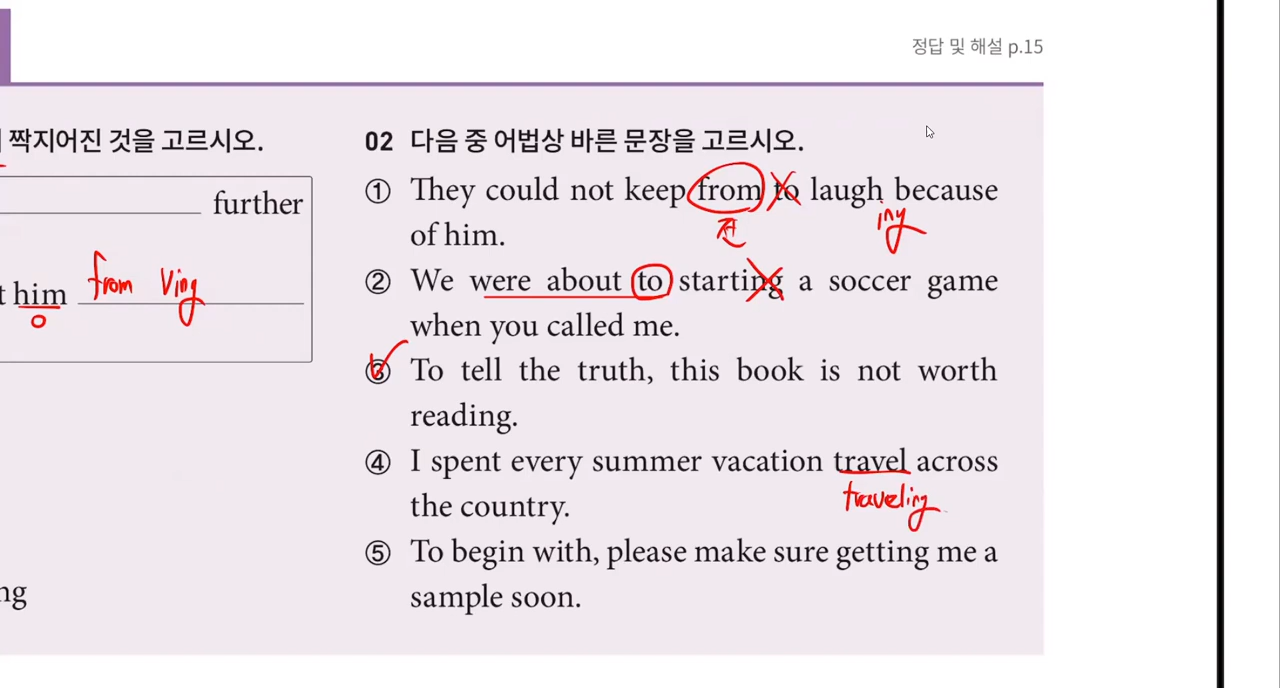 정답 및 해설 p.15
짝지어진 것을 고르시오.
further
t him from Ving
o
ng
02 다음 중 어법상 바른 문장을 고르시오.
① They could not keep from to laugh because
전 ing
of him.
② We were about to starting a soccer game
when you called me.
③ To tell the truth, this book is not worth
reading.
④ I spent every summer vacation travel across
traveling
the country.
⑤ To begin with, please make sure getting me a
sample soon.